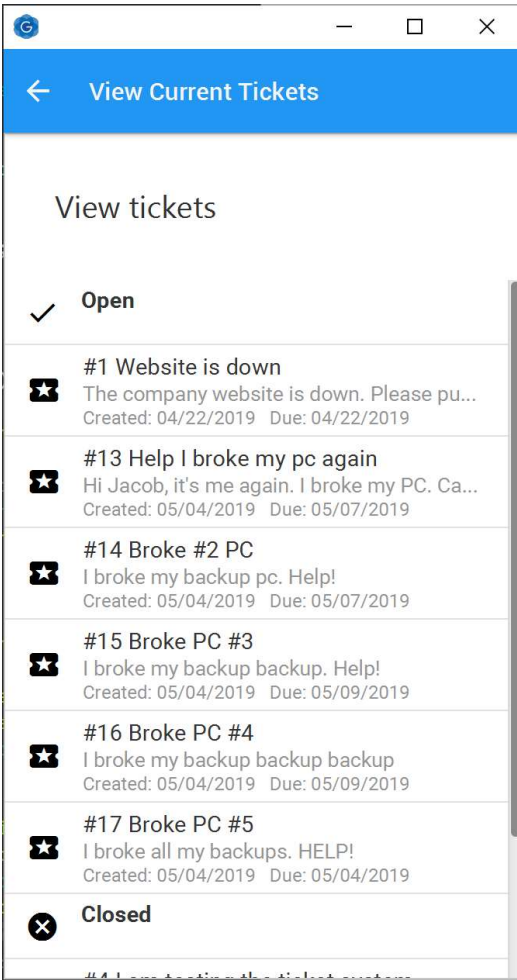 G
View Current Tickets
View tickets
Open
#1 Website is down
The company website is down. Please pu...
Created: 04/22/2019 Due: 04/22/2019
#13 Help I broke my pc again
Hi Jacob, it's me again. I broke my PC. Ca...
Created: 05/04/2019 Due: 05/07/2019
#14 Broke #2 PC
I broke my backup pc. Help!
Created: 05/04/2019 Due: 05/07/2019
#15 Broke PC #3
I broke my backup backup. Help!
Created: 05/04/2019 Due: 05/09/2019
#16 Broke PC #4
I broke my backup backup backup
Created: 05/04/2019 Due: 05/09/2019
#17 Broke PC #5
I broke all my backups. HELP!
Created: 05/04/2019 Due: 05/04/2019
Closed
#4 I am testing the ticket system